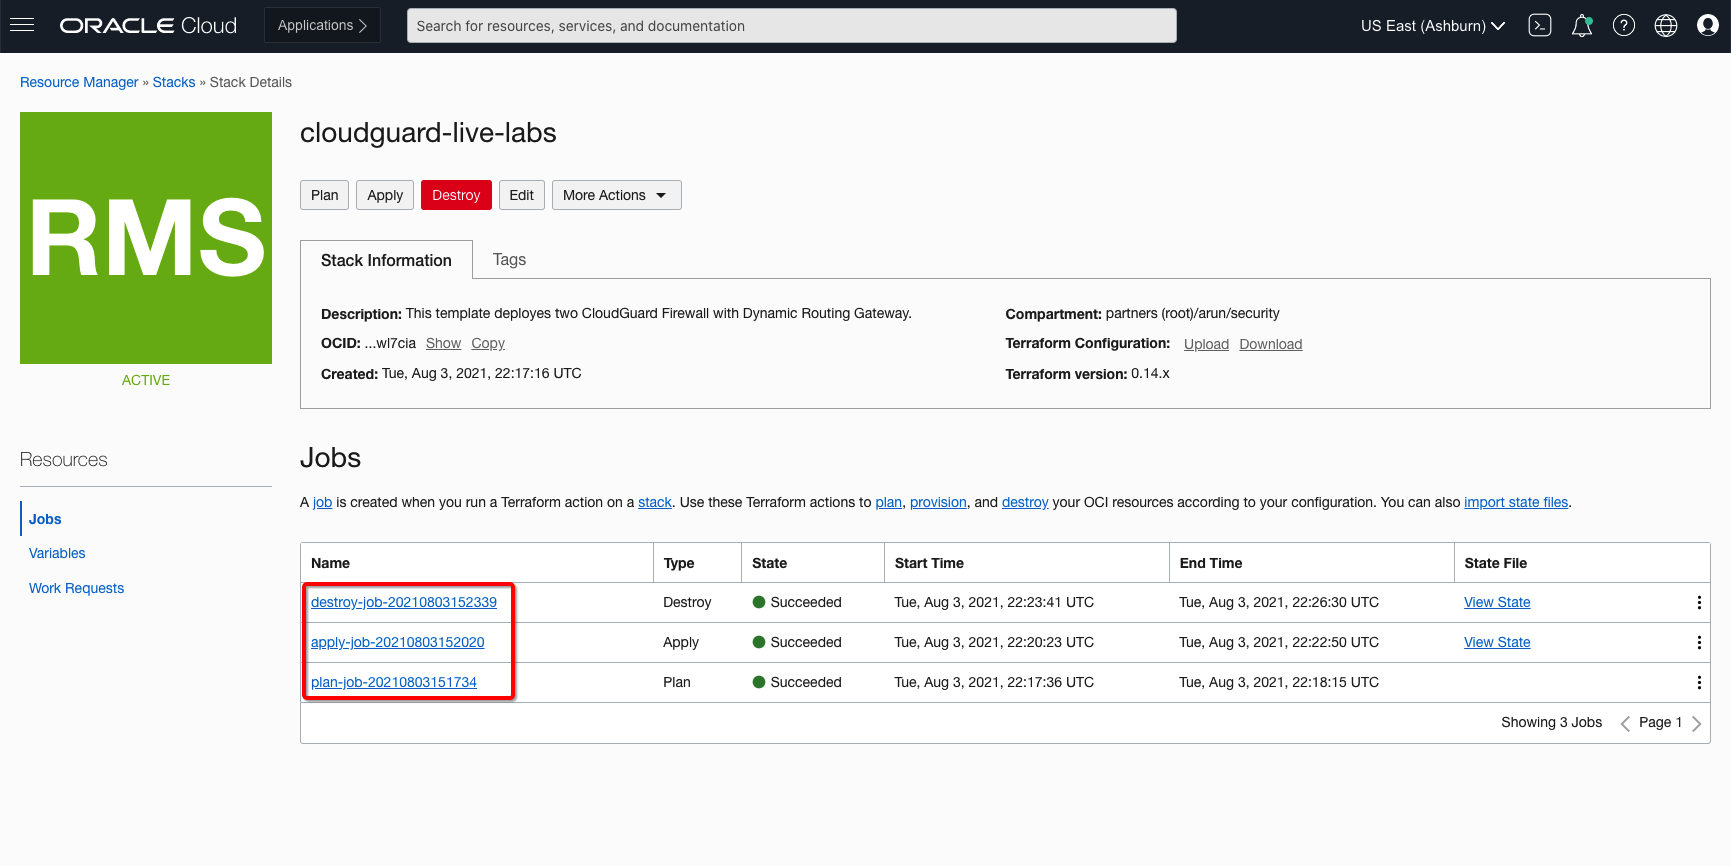 ORACLE Cloud Applications Search for resources, services, and documentation US East (Ashburn)
Resource Manager » Stacks » Stack Details
RMS
ACTIVE
cloudguard-live-labs
Plan Apply Destroy Edit More Actions
Stack Information Tags
Description: This template deployes two CloudGuard Firewall with Dynamic Routing Gateway. Compartment: partners (root)/arun/security
OCID: ...wl7cia Show Copy Terraform Configuration: Upload Download
Created: Tue, Aug 3, 2021, 22:17:16 UTC Terraform version: 0.14.x
Resources
Jobs
Variables
Work Requests
Jobs
A job is created when you run a Terraform action on a stack. Use these Terraform actions to plan, provision, and destroy your OCI resources according to your configuration. You can also import state files.
Name Type State Start Time End Time State File
destroy-job-20210803152339 Destroy Succeeded Tue, Aug 3, 2021, 22:23:41 UTC Tue, Aug 3, 2021, 22:26:30 UTC View State
apply-job-20210803152020 Apply Succeeded Tue, Aug 3, 2021, 22:20:23 UTC Tue, Aug 3, 2021, 22:22:50 UTC View State
plan-job-20210803151734 Plan Succeeded Tue, Aug 3, 2021, 22:17:36 UTC Tue, Aug 3, 2021, 22:18:15 UTC
Showing 3 Jobs Page 1